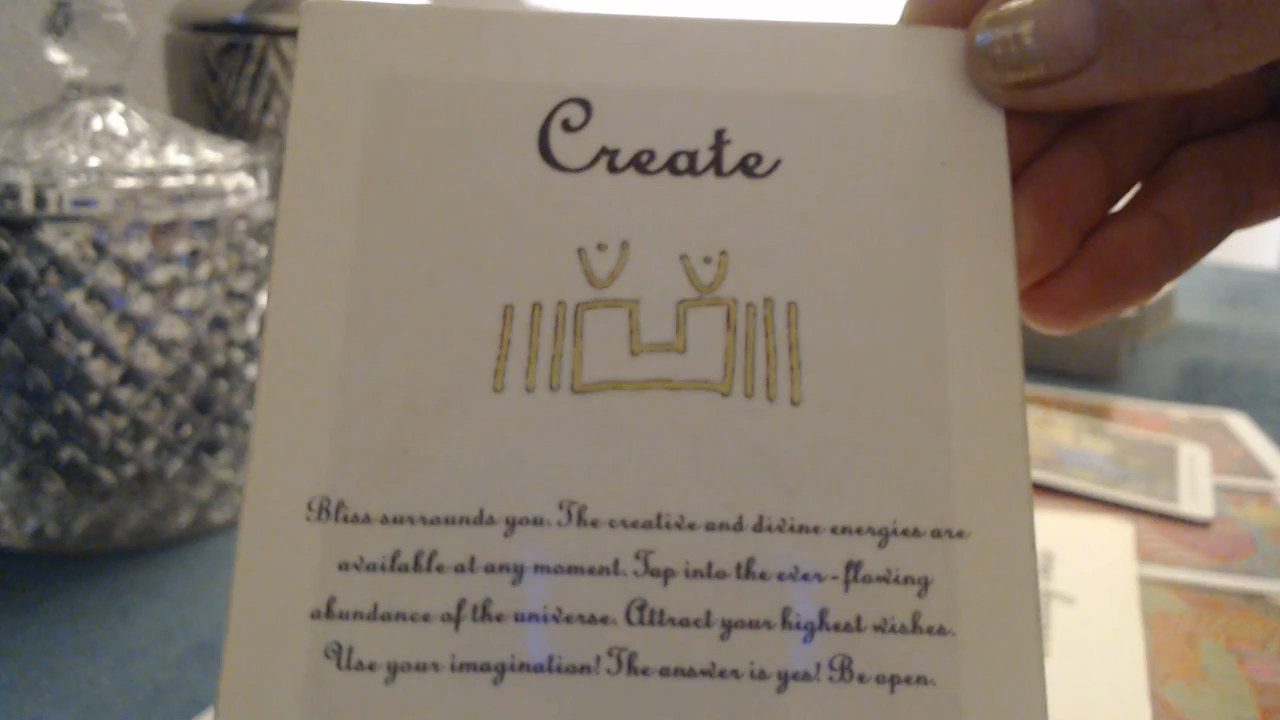 Create
Bliss surrounds you. The creative and divine energies are
available at any moment. Tap into the ever-flowing
abundance of the universe. Attract your highest wishes.
Use your imagination! The answer is yes! Be open.